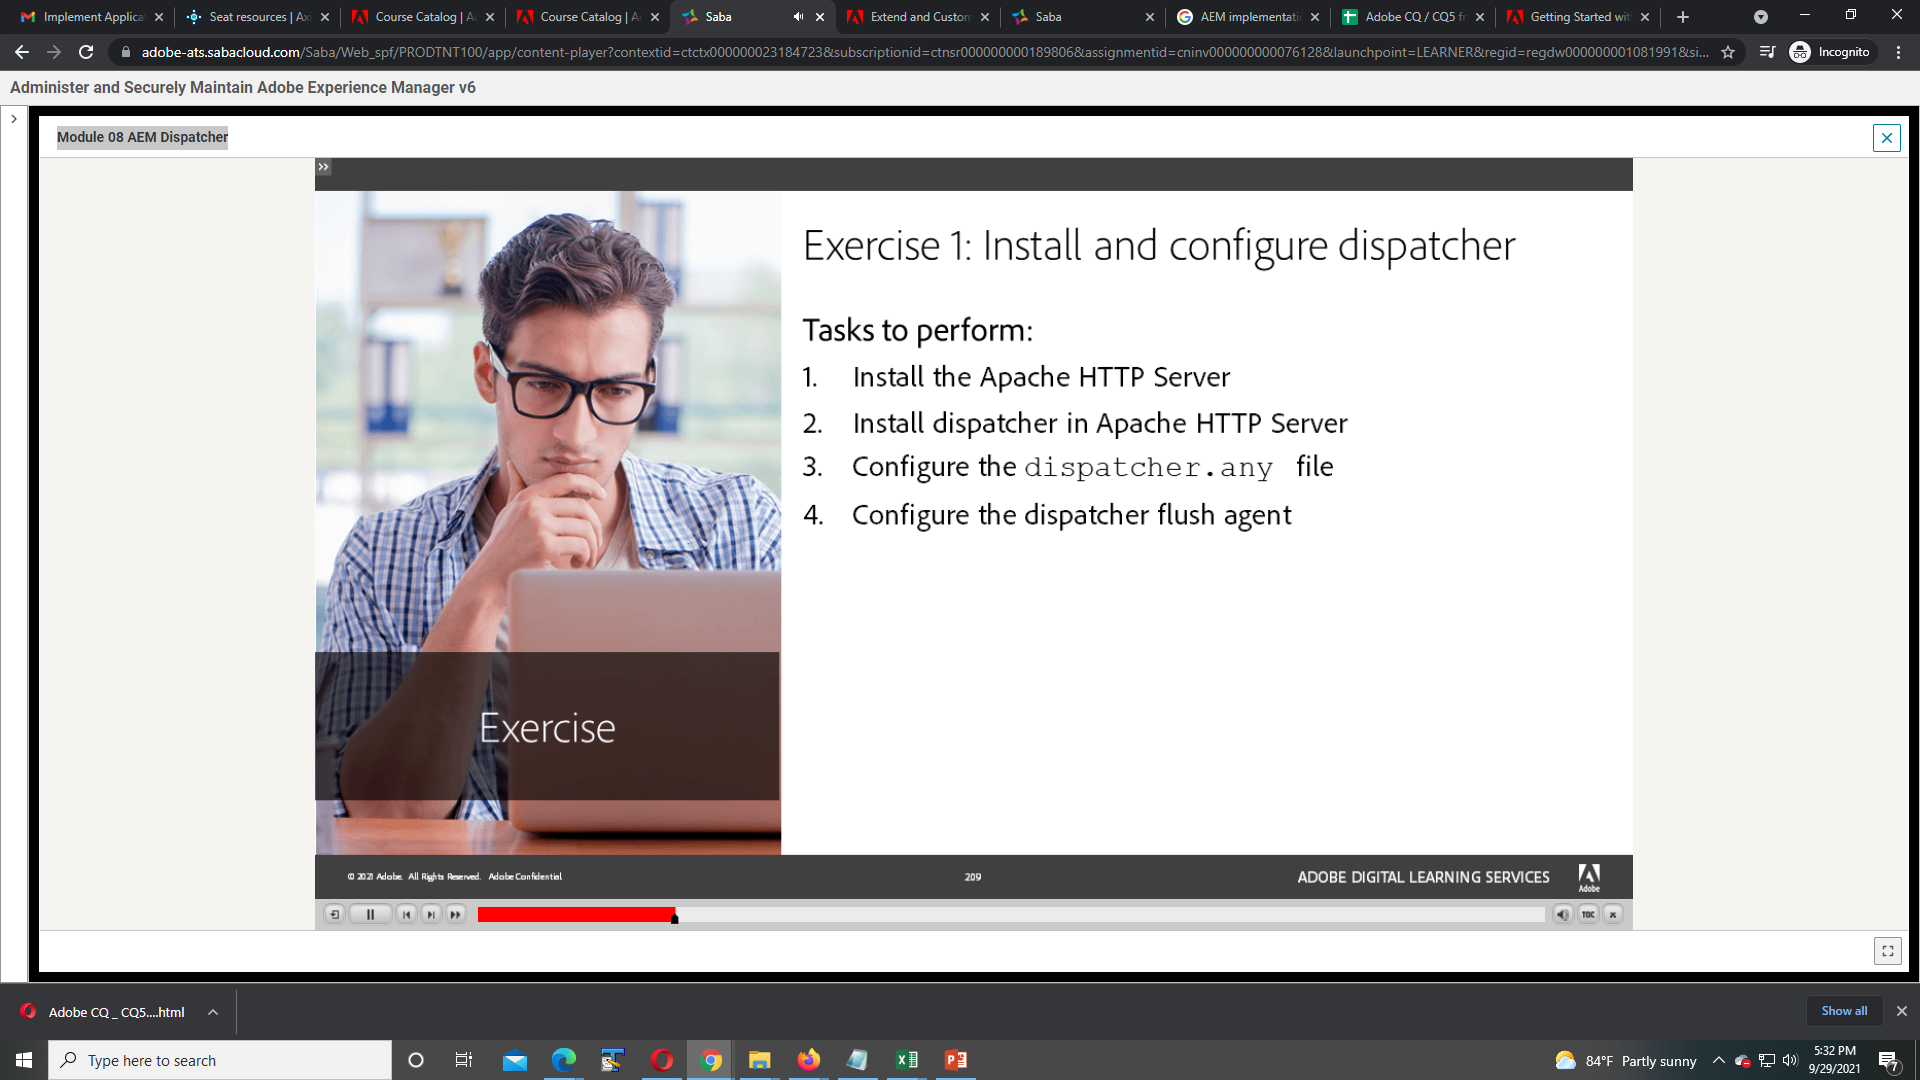 Implement Applica
Seat resources | Ax
Course Catalog | A
Course Catalog | A
Saba
Extend and Custom
Saba
AEM implementati
Adobe CQ / CQ5 fr
Getting Started wit
adobe-ats.sabacloud.com/Saba/Web_spf/PRODTNT100/app/content-player?contextid=ctctx000000023184723&subscriptionid=ctnsr000000000189806&assignmentid=cninv000000000076128&launchpoint=LEARNER&regid=regdw000000001081991&si...
Incognito
Administer and Securely Maintain Adobe Experience Manager v6
Module 08 AEM Dispatcher
Exercise 1: Install and configure dispatcher
Tasks to perform:
1. Install the Apache HTTP Server
2. Install dispatcher in Apache HTTP Server
3. Configure the dispatcher.any file
4. Configure the dispatcher flush agent
Exercise
© 2021 Adobe. All Rights Reserved. Adobe Confidential
209
ADOBE DIGITAL LEARNING SERVICES
Adobe
TOC
Adobe CQ _ CQ5....html
Show all
Type here to search
84°F Partly sunny
5:32 PM
9/29/2021
7